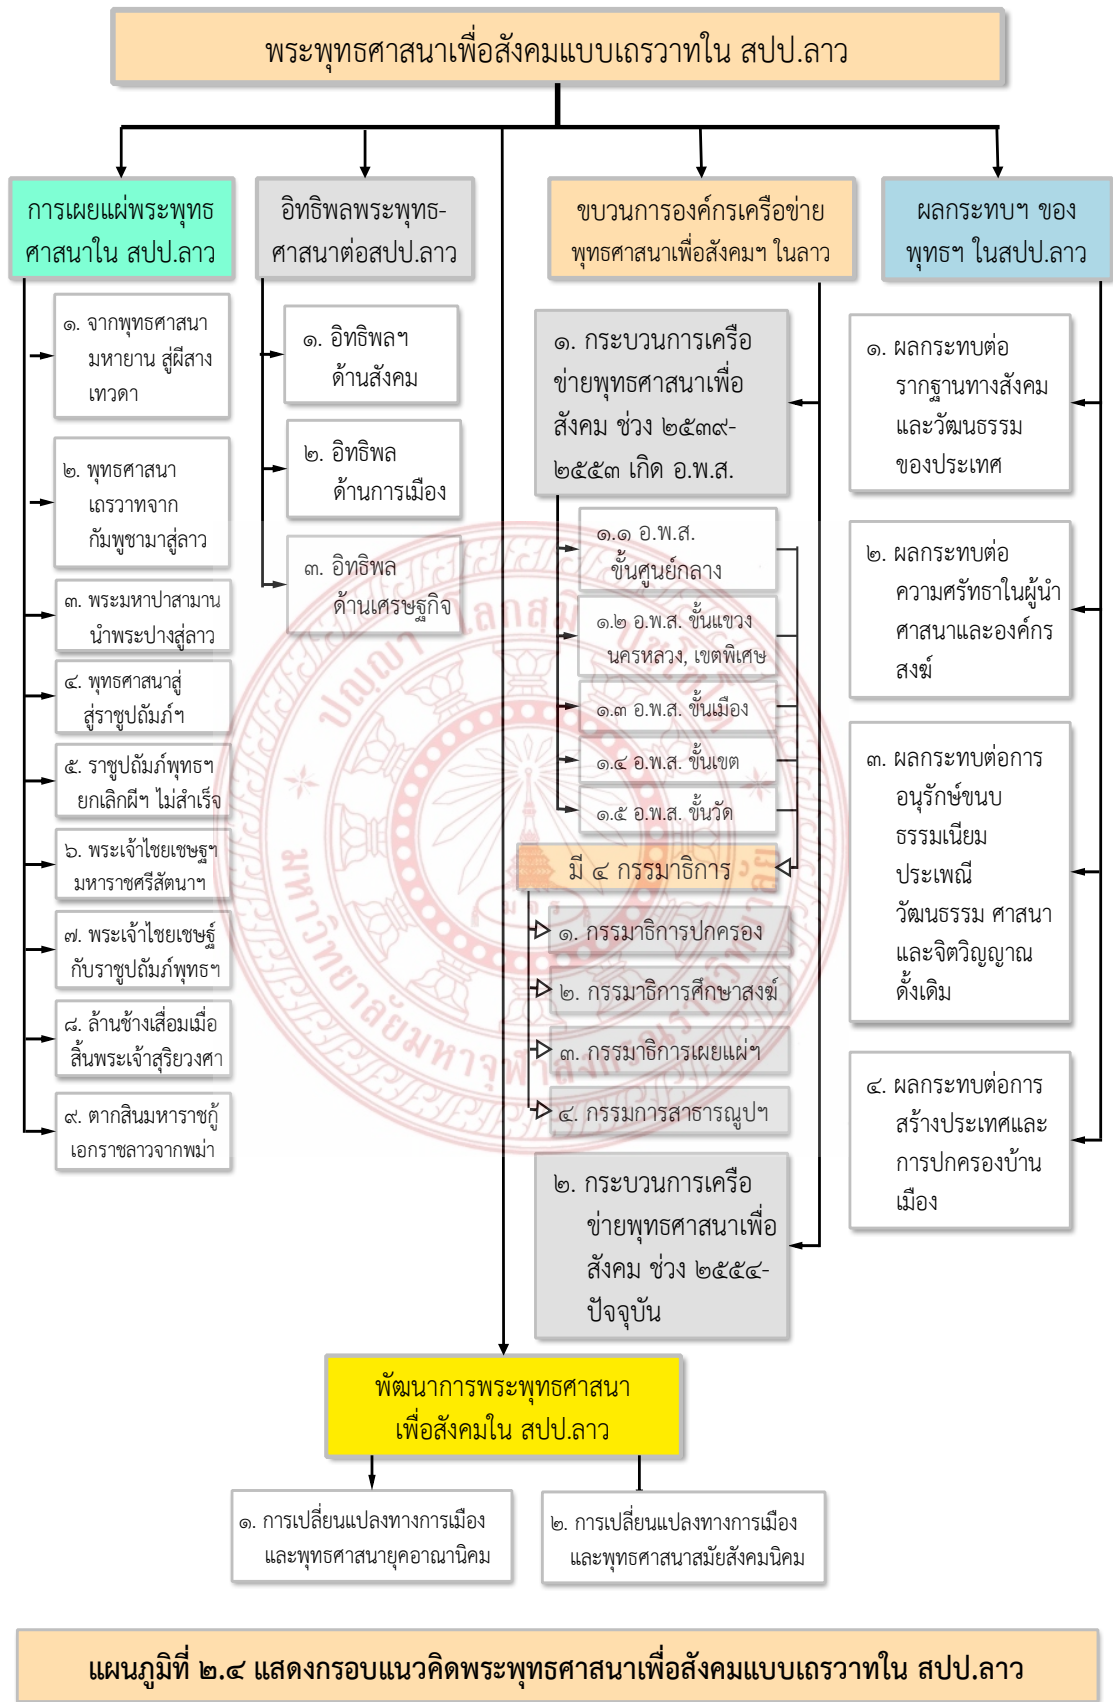 พระพุทธศาสนาเพื่อสังคมแบบเถรวาทใน สปป.ลาว
การเผยแผ่พระพุทธ
ศาสนาใน สปป.ลาว
๑. จากพุทธศาสนา
มหายาน สู่ผีสาง
เทวดา
๒. พุทธศาสนา
เถรวาทจาก
กัมพูชามาสู่ลาว
๓. พระมหาปาสามาน
นำพระปางสู่ลาว
๔. พุทธศาสนาสู่
สู่ราชูปถัมภ์ฯ
๕. ราชูปถัมภ์พุทธฯ
ยกเลิกผีฯ ไม่สำเร็จ
๖. พระเจ้าไชยเชษฐฯ
มหาราชศรีสัตนาฯ
๗. พระเจ้าไชยเชษฐ์
กับราชูปถัมภ์พุทธฯ
๘. ล้านช้างเสื่อมเมื่อ
สิ้นพระเจ้าสุริยวงศา
๙. ตากสินมหาราชกู้
เอกราชลาวจากพม่า
อิทธิพลพระพุทธ-
ศาสนาต่อสปป.ลาว
๑. อิทธิพลฯ
ด้านสังคม
๒. อิทธิพล
ด้านการเมือง
๓. อิทธิพล
ด้านเศรษฐกิจ
ขบวนการองค์กรเครือข่าย
พุทธศาสนาเพื่อสังคมฯ ในลาว
๑. กระบวนการเครือ
ข่ายพุทธศาสนาเพื่อ
สังคม ช่วง ๒๕๓๙-
๒๕๕๓ เกิด อ.พ.ส.
๑.๑ อ.พ.ส.
ขั้นศูนย์กลาง
๑.๒ อ.พ.ส. ขั้นแขวง
นครหลวง, เขตพิเศษ
๑.๓ อ.พ.ส. ขั้นเมือง
๑.๔ อ.พ.ส. ขั้นเขต
๑.๕ อ.พ.ส. ขั้นวัด
มี ๔ กรรมาธิการ
๑. กรรมาธิการปกครอง
๒. กรรมาธิการศึกษาสงฆ์
๓. กรรมาธิการเผยแผ่ฯ
๔. กรรมการสาธารณูปฯ
๒. กระบวนการเครือ
ข่ายพุทธศาสนาเพื่อ
สังคม ช่วง ๒๕๕๔-
ปัจจุบัน
ผลกระทบฯ ของ
พุทธฯ ในสปป.ลาว
๑. ผลกระทบต่อ
รากฐานทางสังคม
และวัฒนธรรม
ของประเทศ
๒. ผลกระทบต่อ
ความศรัทธาในผู้นำ
ศาสนาและองค์กร
สงฆ์
๓. ผลกระทบต่อการ
อนุรักษ์ขนบ
ธรรมเนียม
ประเพณี
วัฒนธรรม ศาสนา
และจิตวิญญาณ
ดั้งเดิม
๔. ผลกระทบต่อการ
สร้างประเทศและ
การปกครองบ้าน
เมือง
พัฒนาการพระพุทธศาสนา
เพื่อสังคมใน สปป.ลาว
๑. การเปลี่ยนแปลงทางการเมือง
และพุทธศาสนายุคอาณานิคม
๒. การเปลี่ยนแปลงทางการเมือง
และพุทธศาสนาสมัยสังคมนิคม
ปญฺญา โลกสฺมิ ปชฺโชโต
มจร
มหาวิทยาลัยมหาจุฬาลงกรณราชวิทยาลัย
แผนภูมิที่ ๒.๔ แสดงกรอบแนวคิดพระพุทธศาสนาเพื่อสังคมแบบเถรวาทใน สปป.ลาว